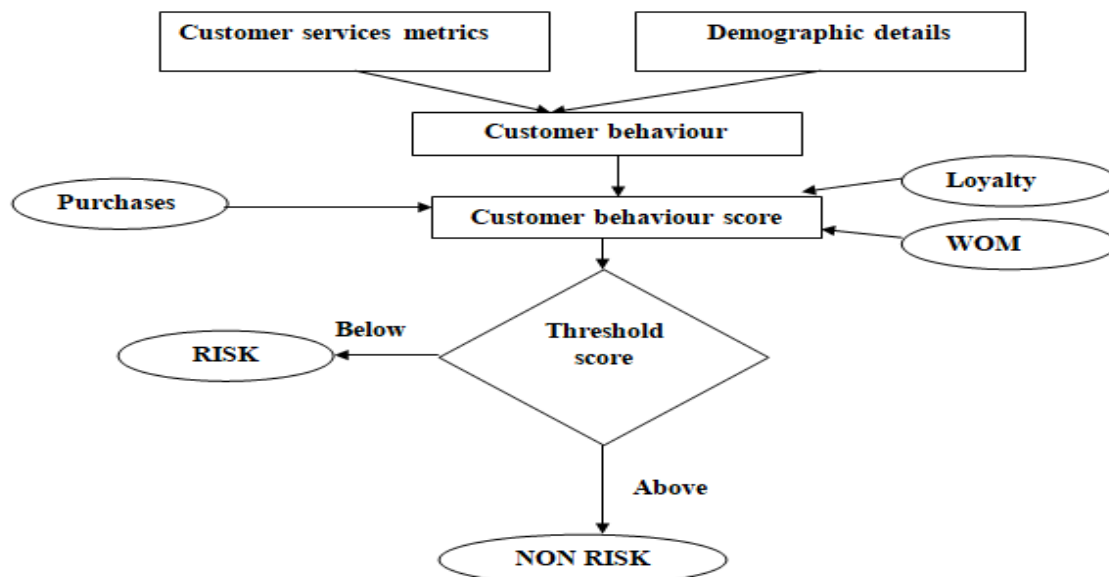 Customer services metrics
Demographic details
Customer behaviour
Purchases
Loyalty
Customer behaviour score
WOM
Threshold
score
Below
RISK
Above
NON RISK